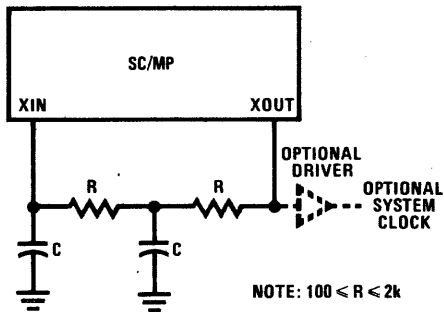 SC/MP
XIN XOUT
OPTIONAL
DRIVER
OPTIONAL
SYSTEM
CLOCK
R R
C C
NOTE: 100 ≤ R ≤ 2k